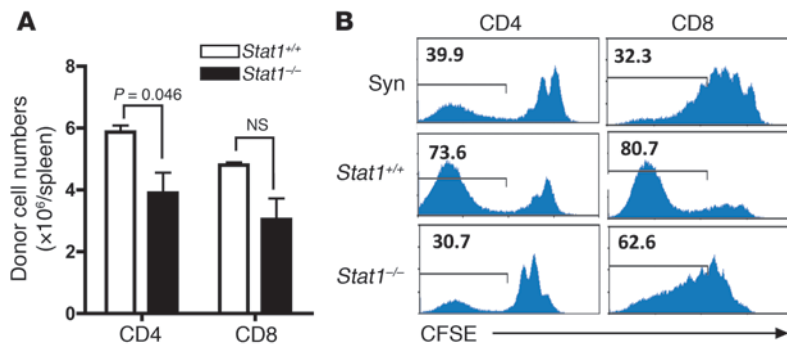 A
Stat1+/+
Stat1−/−
Donor cell numbers
(×10⁶/spleen)
8
6
4
2
0
P = 0.046
NS
CD4
CD8
B
CD4
CD8
Syn
39.9
32.3
Stat1+/+
73.6
80.7
Stat1−/−
30.7
62.6
CFSE